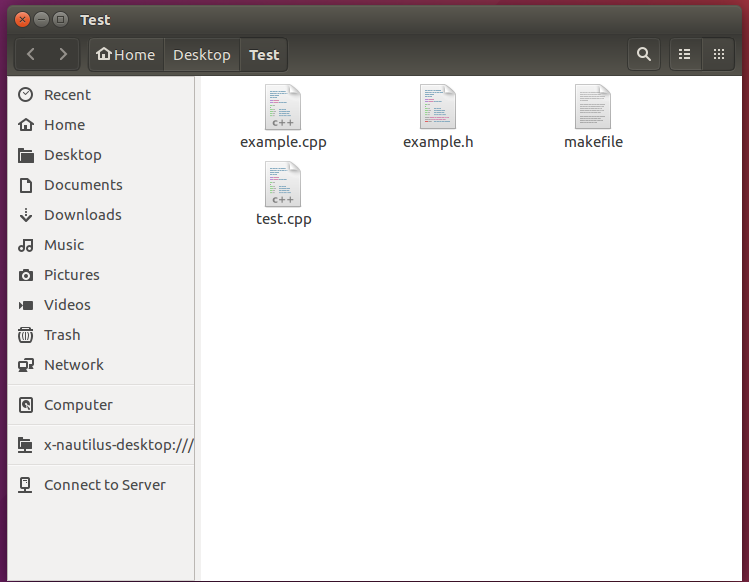 Test
Home Desktop Test
Recent
Home
Desktop
Documents
Downloads
Music
Pictures
Videos
Trash
Network
Computer
x-nautilus-desktop:///
Connect to Server
C++
example.cpp
example.h
makefile
C++
test.cpp